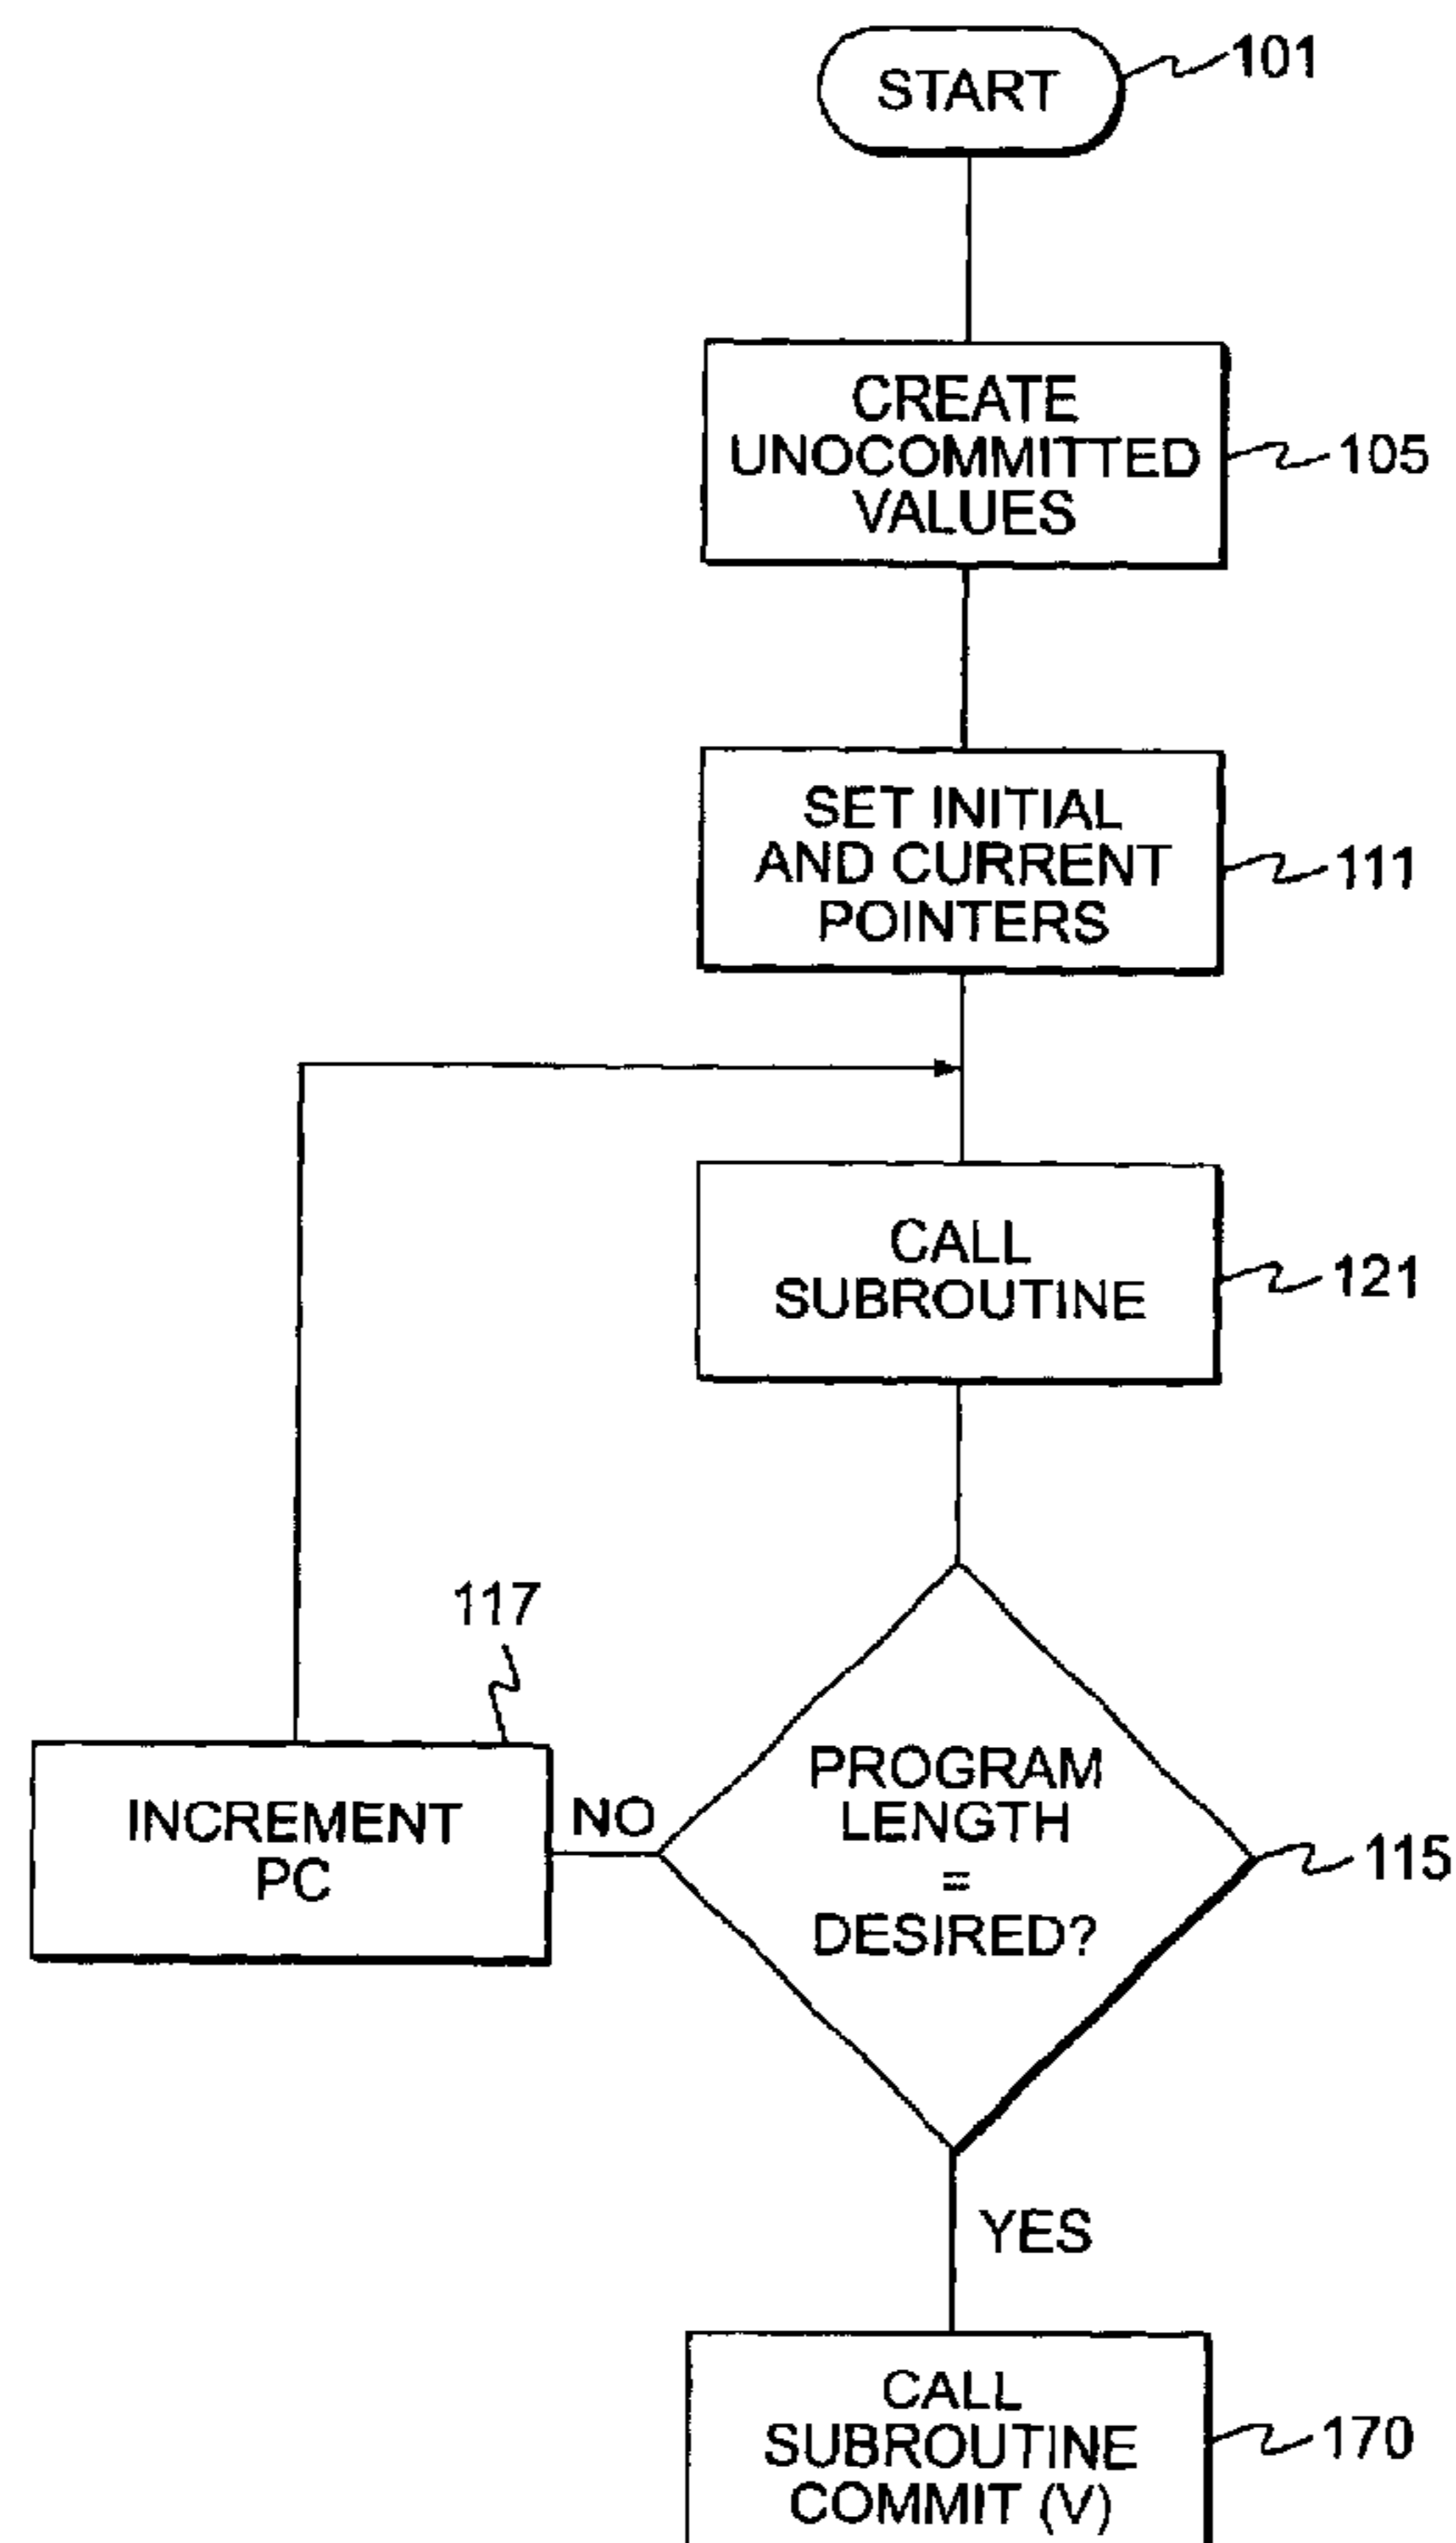 START
101
CREATE
UNOCOMMITTED
VALUES
105
SET INITIAL
AND CURRENT
POINTERS
111
CALL
SUBROUTINE
121
117
INCREMENT
PC
NO
PROGRAM
LENGTH
=
DESIRED?
115
YES
CALL
SUBROUTINE
COMMIT (V)
170